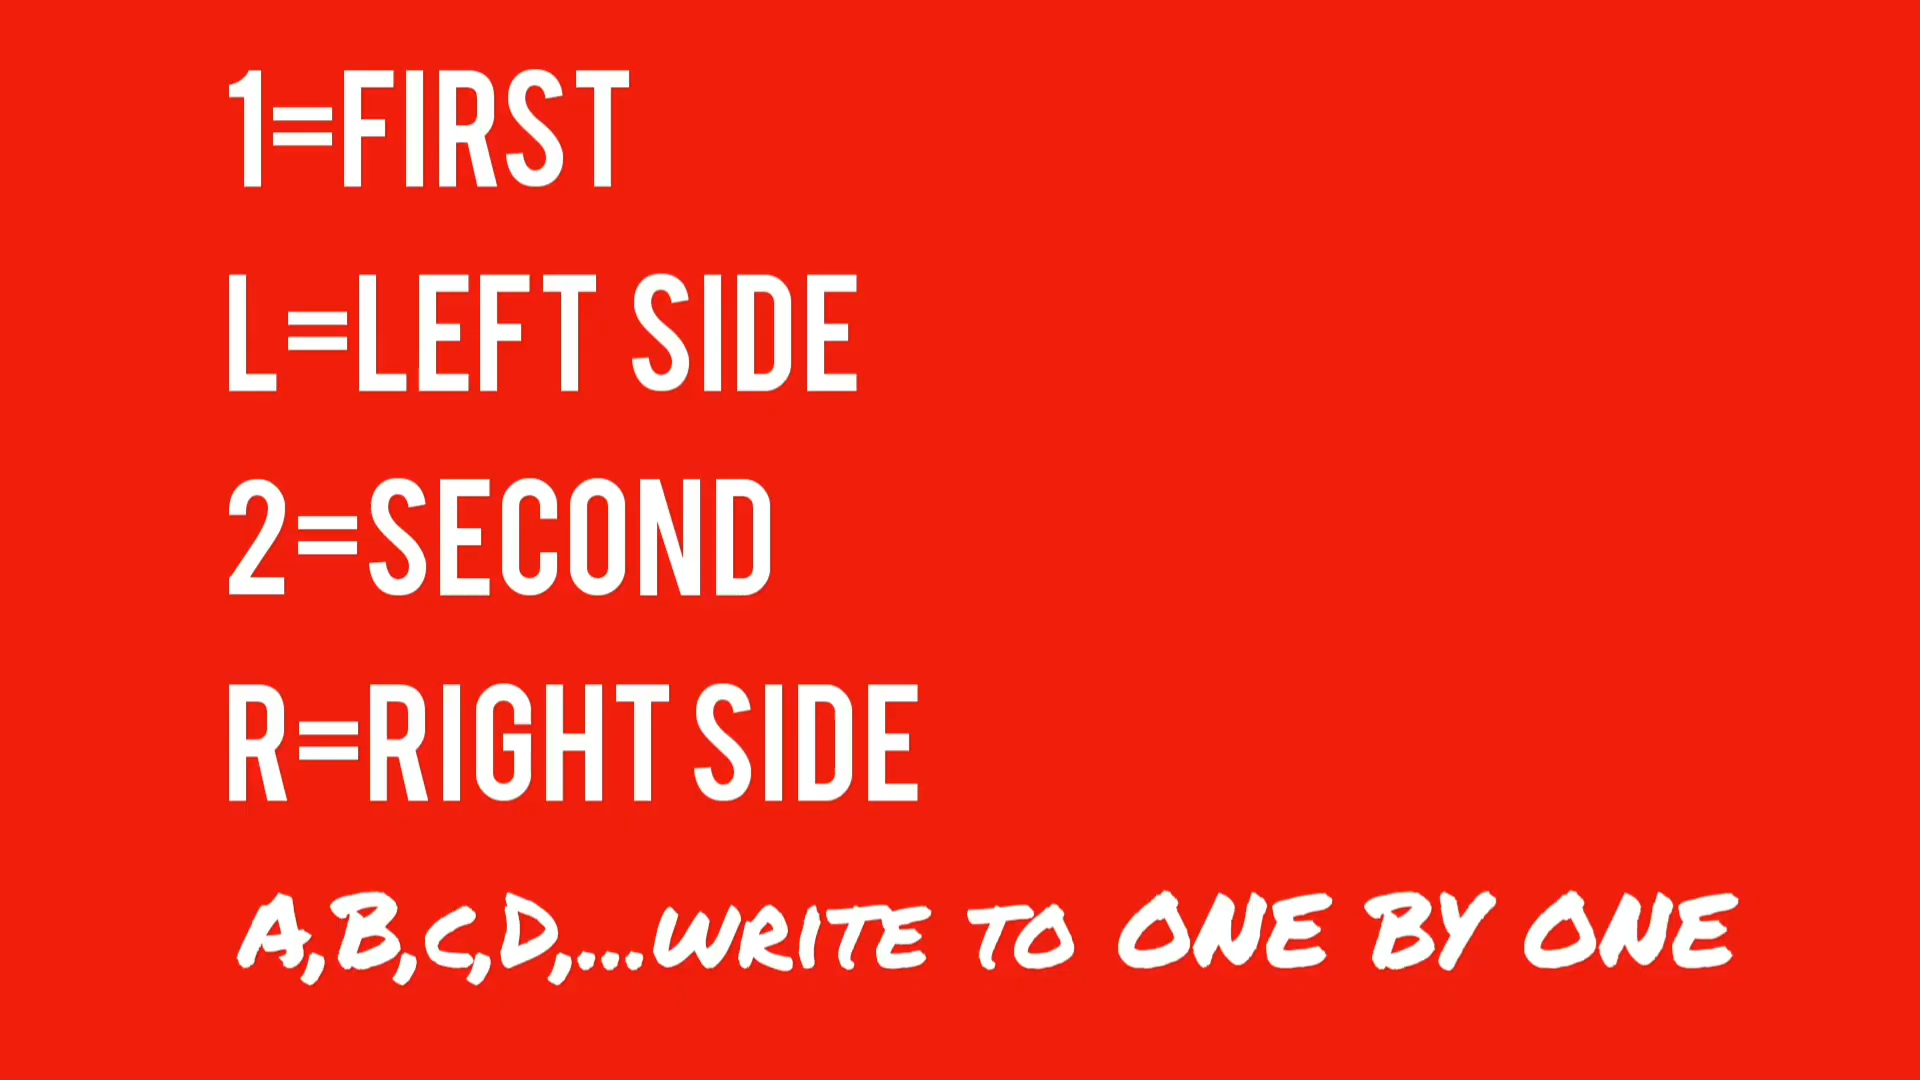 1=FIRST
L=LEFT SIDE
2=SECOND
R=RIGHT SIDE
A,B,C,D,...WRITE TO ONE BY ONE